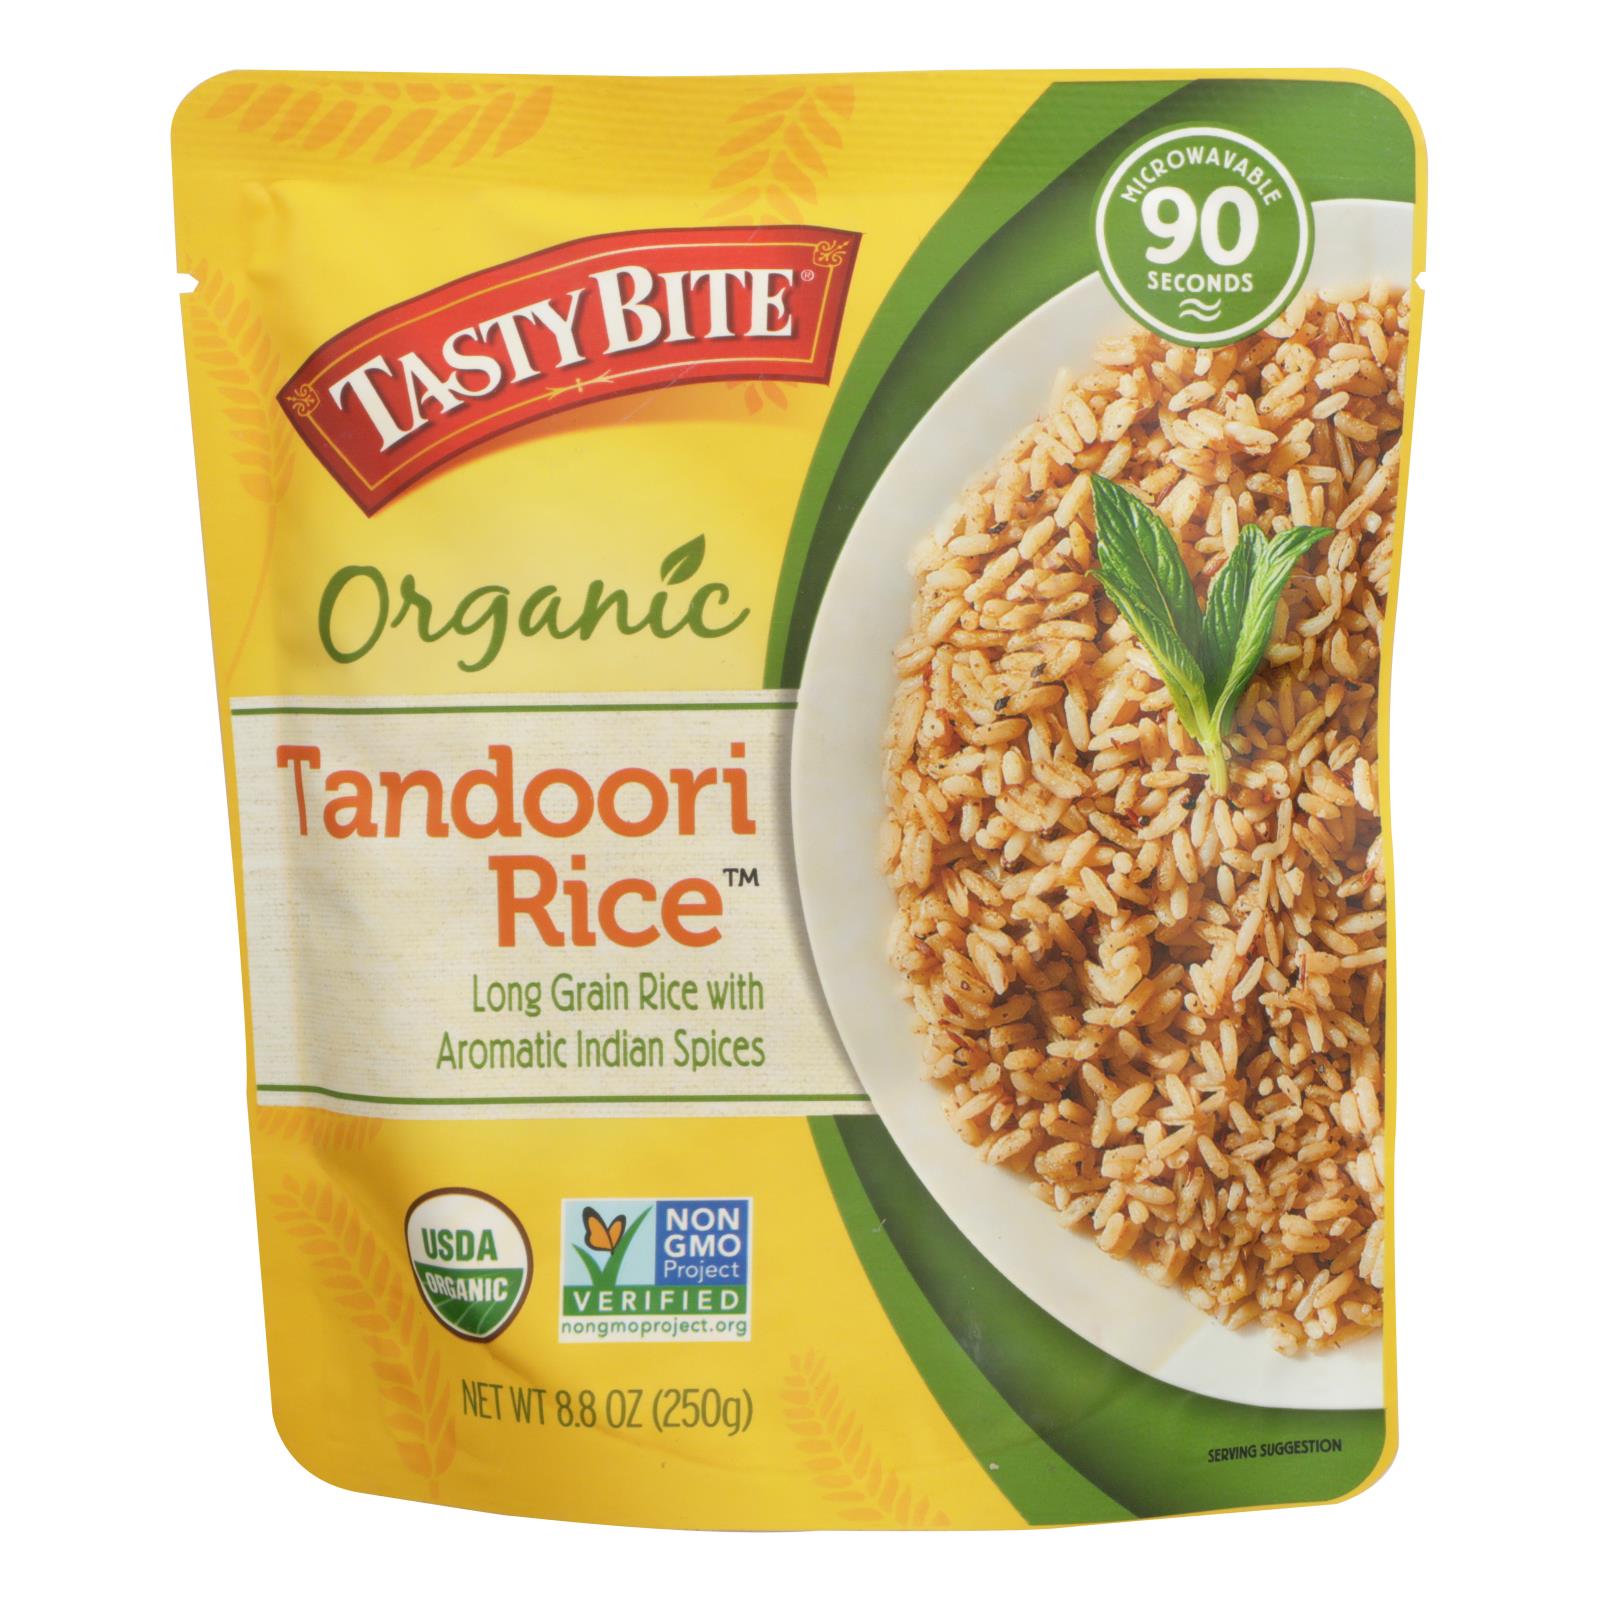 MICROWAVABLE
90
SECONDS
TASTY BITE®
Organic
Tandoori
Rice™
Long Grain Rice with
Aromatic Indian Spices
USDA
ORGANIC
NON
GMO
Project
VERIFIED
nongmoproject.org
NET WT 8.8 OZ (250g)
SERVING SUGGESTION